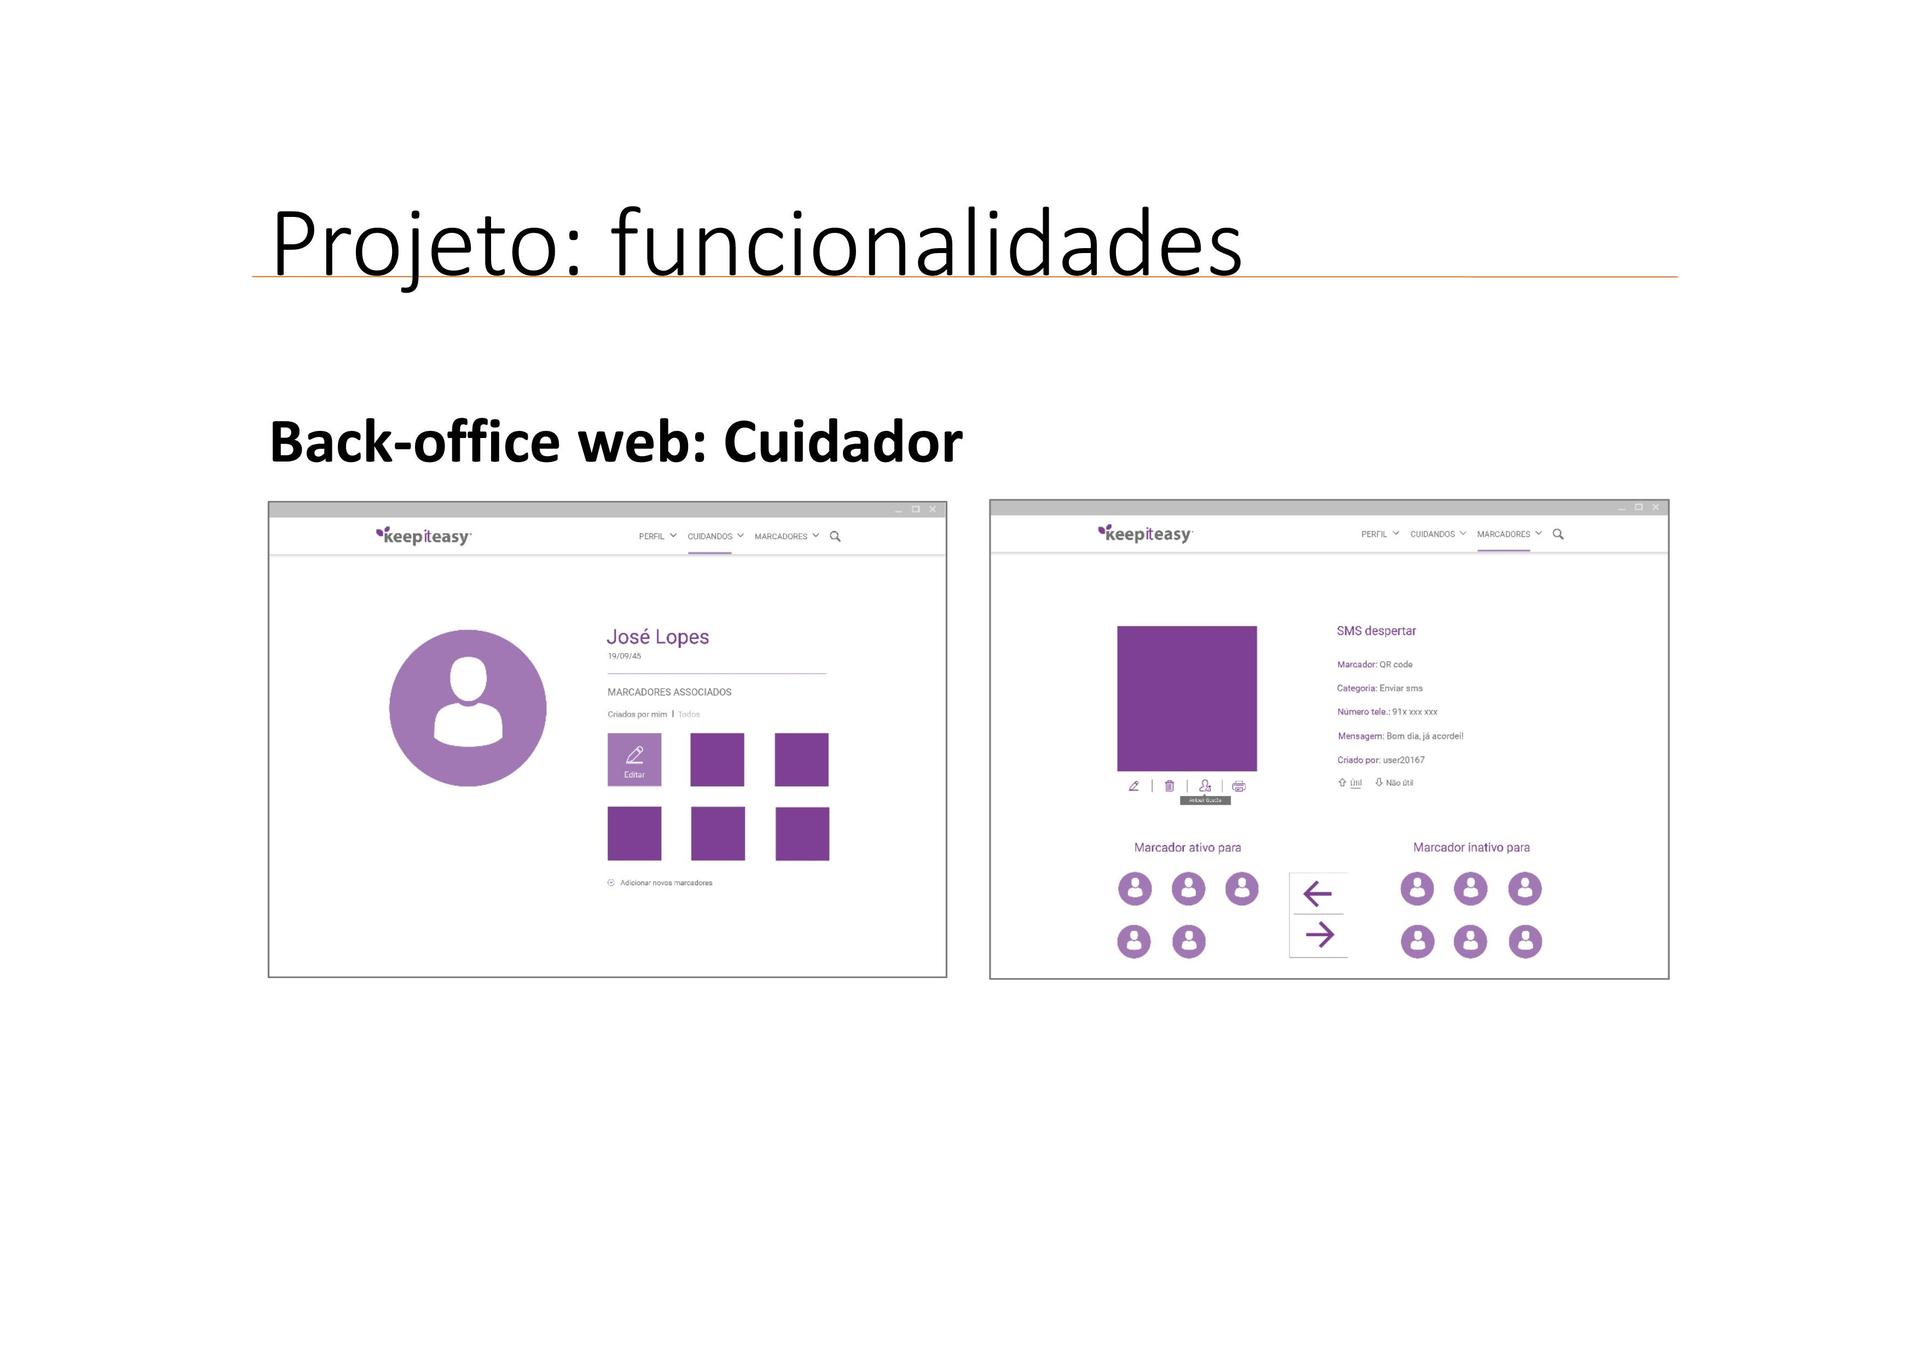 Projeto: funcionalidades
Back-office web: Cuidador
keepiteasy
PERFIL CUIDANDOS MARCADORES
José Lopes
19/09/45
MARCADORES ASSOCIADOS
Criados por mim | Todos
Editar
Adicionar novos marcadores
keepiteasy
PERFIL CUIDANDOS MARCADORES
SMS despertar
Marcador: QR code
Categoria: Enviar sms
Número tele.: 91x xxx xxx
Mensagem: Bom dia, já acordei!
Criado por: user20167
Útil Não útil
Marcador ativo para
Marcador inativo para